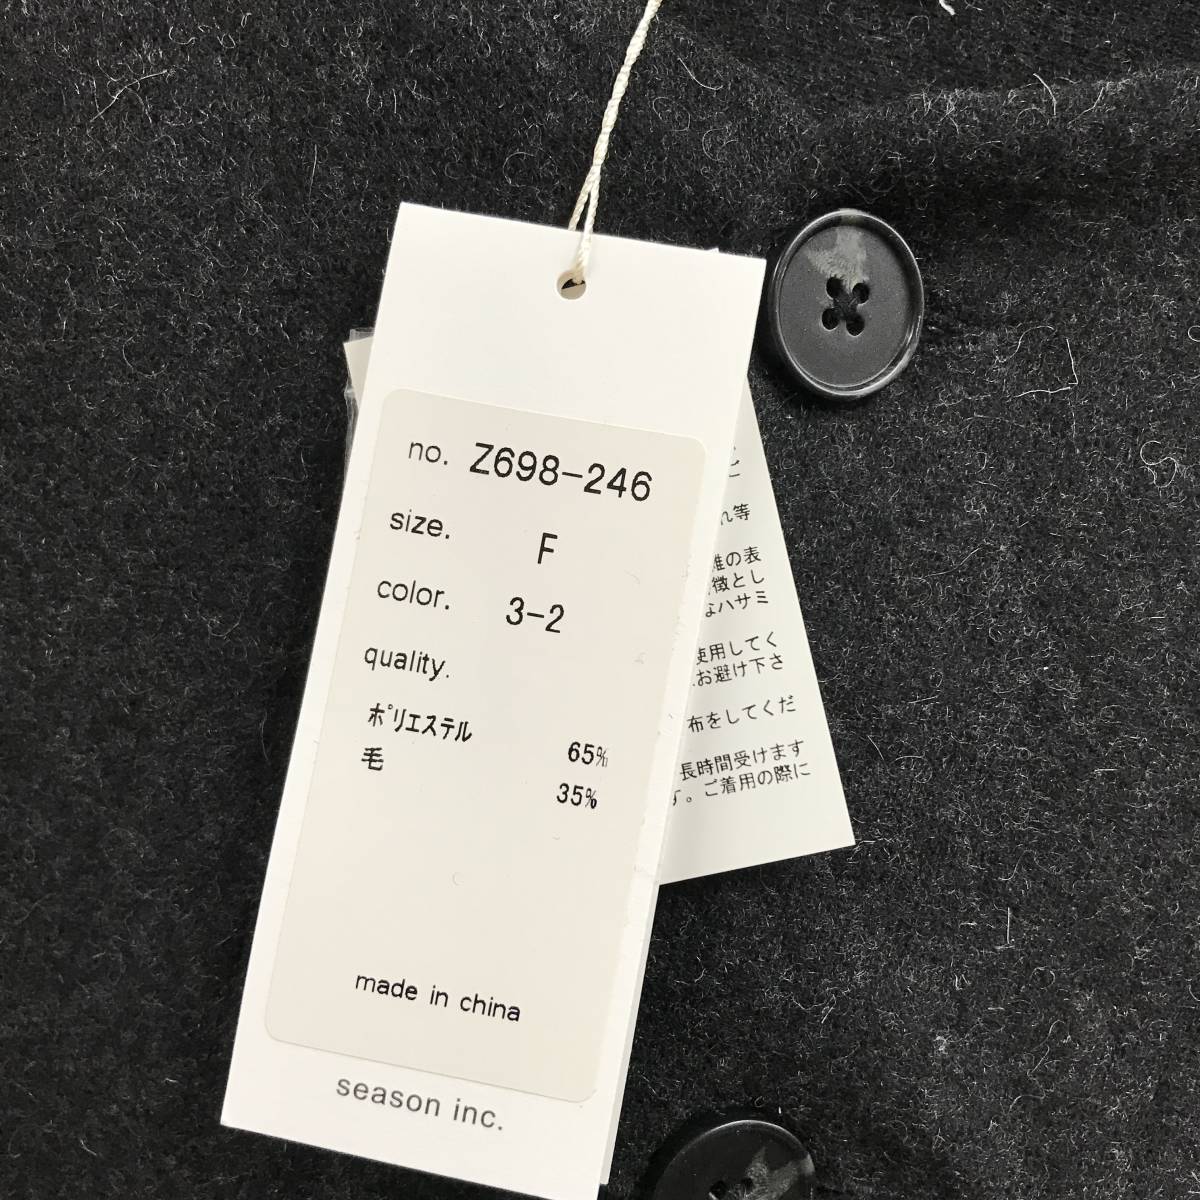 no. Z698-246
size. F
color. 3-2
quality.
ﾎﾟﾘｴｽﾃﾙ 65%
毛 35%
made in china
season inc.
ご
れ等
の表
徴とし
なハサミ
使用してく
お避け下さ
布をしてくだ
長時間受けます
す。ご着用の際に